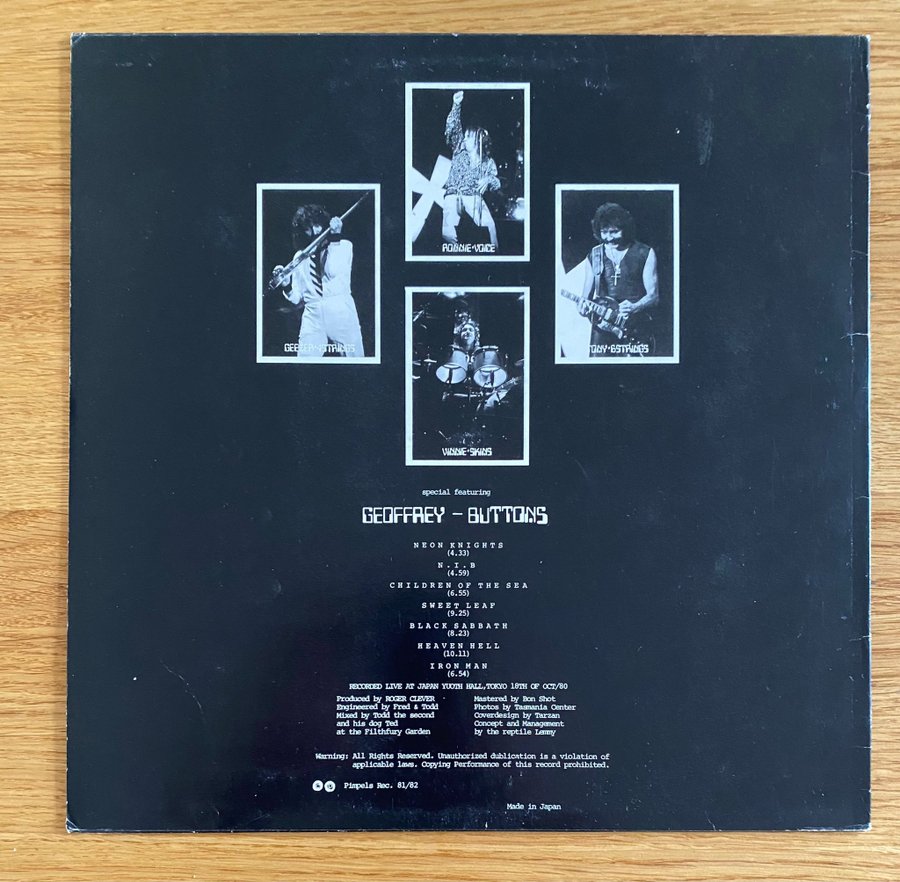 RONNIE·VOICE
GEEZER·4STRINGS
TONY·6STRINGS
VINNIE·SKINS
special featuring
GEOFFREY — BUTTONS
NEON KNIGHTS
(4.33)
N.I.B
(4.59)
CHILDREN OF THE SEA
(6.55)
SWEET LEAF
(9.25)
BLACK SABBATH
(8.23)
HEAVEN HELL
(10.11)
IRON MAN
(6.54)
RECORDED LIVE AT JAPAN YUOTH HALL,TOKYO 18TH OF OCT/80
Produced by ROGER CLEVER
Engineered by Fred & Todd
Mixed by Todd the second
and his dog Ted
at the Filthfury Garden
Mastered by Bon Shot
Photos by Tasmania Center
Coverdesign by Tarzan
Concept and Management
by the reptile Lemmy
Warning: All Rights Reserved. Unauthorized dublication is a violation of
applicable laws. Copying Performance of this record prohibited.
Pimpels Rec. 81/82
Made in Japan